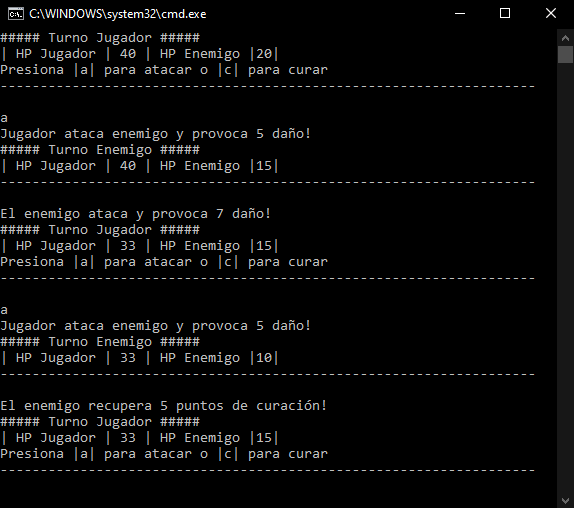 C:\WINDOWS\system32\cmd.exe
##### Turno Jugador #####
| HP Jugador | 40 | HP Enemigo |20|
Presiona |a| para atacar o |c| para curar
-------------------------------------------------------------------
a
Jugador ataca enemigo y provoca 5 daño!
##### Turno Enemigo #####
| HP Jugador | 40 | HP Enemigo |15|
-------------------------------------------------------------------
El enemigo ataca y provoca 7 daño!
##### Turno Jugador #####
| HP Jugador | 33 | HP Enemigo |15|
Presiona |a| para atacar o |c| para curar
-------------------------------------------------------------------
a
Jugador ataca enemigo y provoca 5 daño!
##### Turno Enemigo #####
| HP Jugador | 33 | HP Enemigo |10|
-------------------------------------------------------------------
El enemigo recupera 5 puntos de curación!
##### Turno Jugador #####
| HP Jugador | 33 | HP Enemigo |15|
Presiona |a| para atacar o |c| para curar
-------------------------------------------------------------------